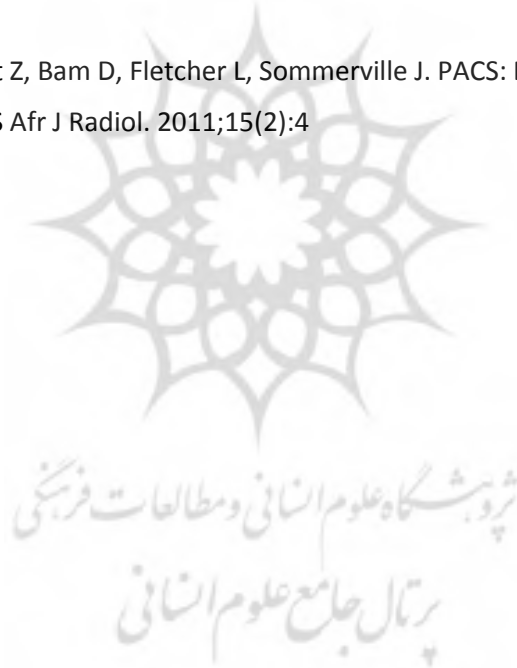 t Z, Bam D, Fletcher L, Sommerville J. PACS:
S Afr J Radiol. 2011;15(2):4
پژوهشگاه علوم انسانی و مطالعات فرهنگی
پرتال جامع علوم انسانی